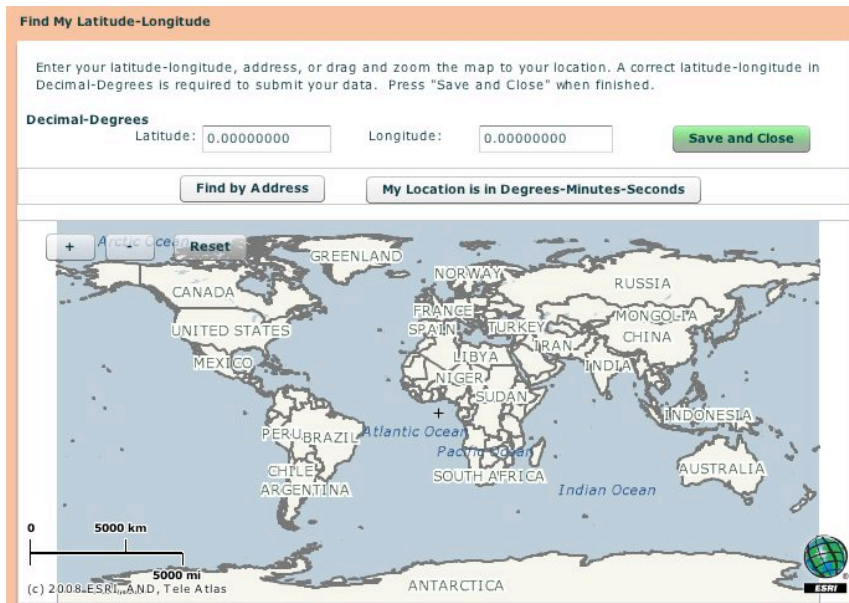 Find My Latitude-Longitude
Enter your latitude-longitude, address, or drag and zoom the map to your location. A correct latitude-longitude in
Decimal-Degrees is required to submit your data. Press "Save and Close" when finished.
Decimal-Degrees
Latitude: 0.00000000 Longitude: 0.00000000 Save and Close
Find by Address My Location is in Degrees-Minutes-Seconds
+ - Reset
Arctic Ocean
GREENLAND
NORWAY
RUSSIA
CANADA
FRANCE
MONGOLIA
UNITED STATES
SPAIN
TURKEY
CHINA
IRAN
LIBYA
MEXICO
INDIA
NIGER
SUDAN
INDONESIA
PERU
BRAZIL
Atlantic Ocean
Pacific Ocean
CHILE
SOUTH AFRICA
AUSTRALIA
ARGENTINA
Indian Ocean
0 5000 km
5000 mi
(c) 2008 ESRI, AND, Tele Atlas
ANTARCTICA
ESRI